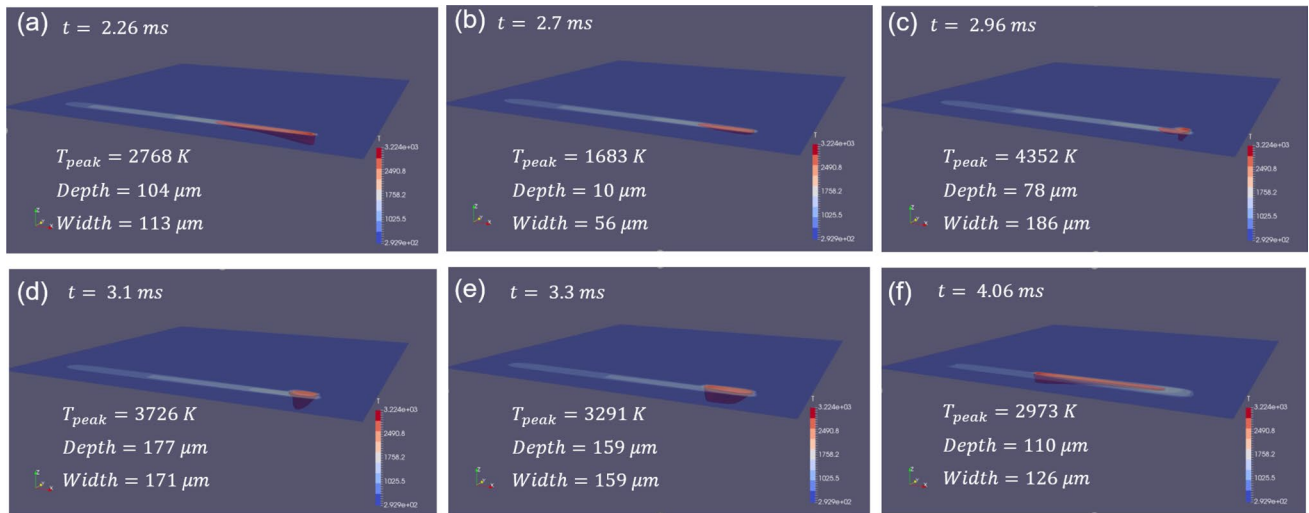 (a) t = 2.26 ms
T_peak = 2768 K
Depth = 104 μm
Width = 113 μm
T
3.224e+03
2490.8
1758.2
1025.5
2.929e+02
(b) t = 2.7 ms
T_peak = 1683 K
Depth = 10 μm
Width = 56 μm
T
3.224e+03
2490.8
1758.2
1025.5
2.929e+02
(c) t = 2.96 ms
T_peak = 4352 K
Depth = 78 μm
Width = 186 μm
T
3.224e+03
2490.8
1758.2
1025.5
2.929e+02
(d) t = 3.1 ms
T_peak = 3726 K
Depth = 177 μm
Width = 171 μm
T
3.224e+03
2490.8
1758.2
1025.5
2.929e+02
(e) t = 3.3 ms
T_peak = 3291 K
Depth = 159 μm
Width = 159 μm
T
3.224e+03
2490.8
1758.2
1025.5
2.929e+02
(f) t = 4.06 ms
T_peak = 2973 K
Depth = 110 μm
Width = 126 μm
T
3.224e+03
2490.8
1758.2
1025.5
2.929e+02